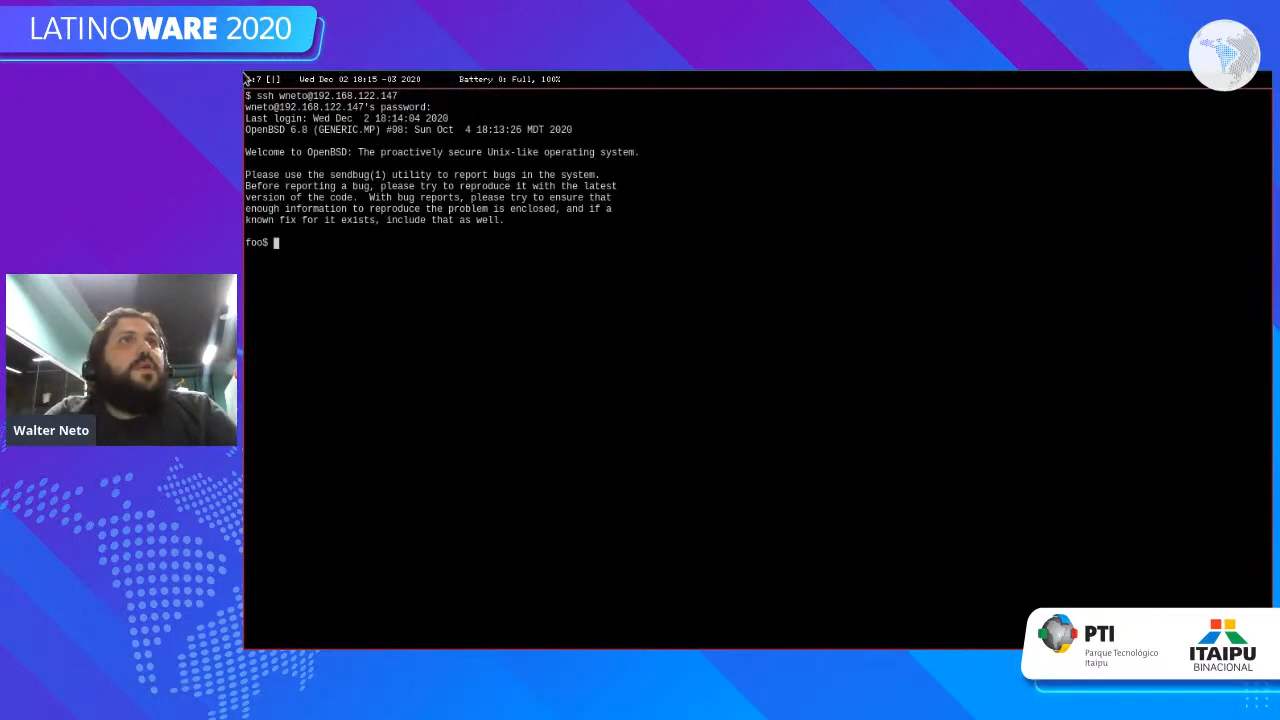 LATINOWARE 2020
:7 [|] Wed Dec 02 18:15 -03 2020 Battery 0: Full, 100%
$ ssh wneto@192.168.122.147
wneto@192.168.122.147's password:
Last login: Wed Dec  2 18:14:04 2020
OpenBSD 6.8 (GENERIC.MP) #98: Sun Oct  4 18:13:26 MDT 2020
Welcome to OpenBSD: The proactively secure Unix-like operating system.
Please use the sendbug(1) utility to report bugs in the system.
Before reporting a bug, please try to reproduce it with the latest
version of the code.  With bug reports, please try to ensure that
enough information to reproduce the problem is enclosed, and if a
known fix for it exists, include that as well.
foo$
Walter Neto
PTI
Parque Tecnológico
Itaipu
ITAIPU
BINACIONAL